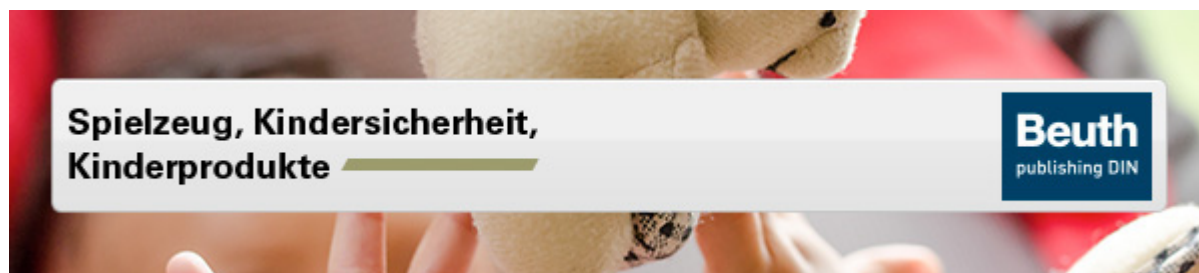 Spielzeug, Kindersicherheit,
Kinderprodukte
Beuth
publishing DIN